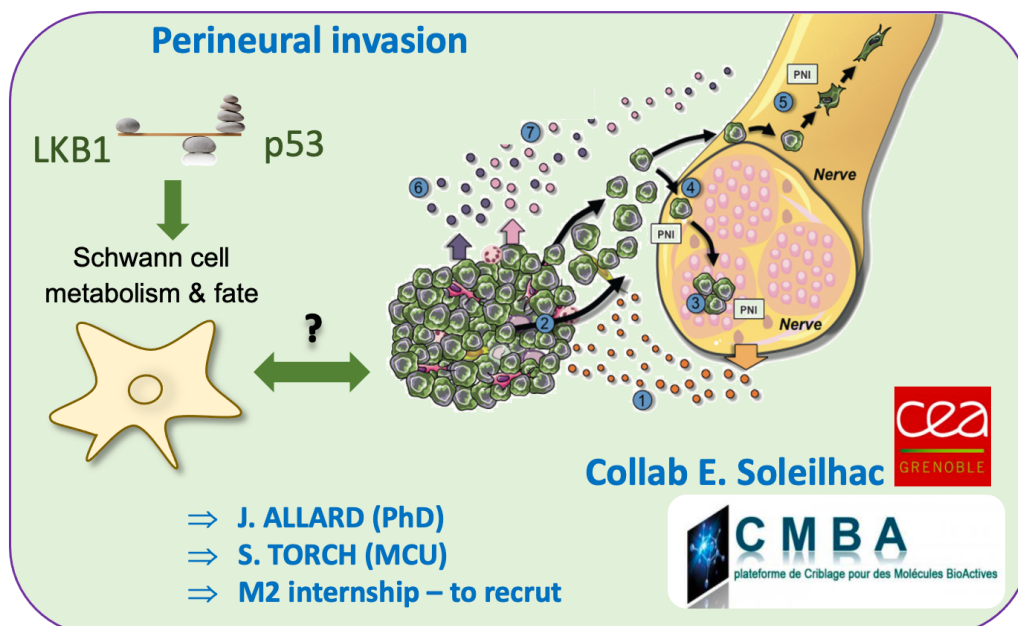 Perineural invasion
LKB1
p53
Schwann cell
metabolism & fate
?
7
6
5
PNI
Nerve
4
PNI
3
PNI
Nerve
2
1
cea
GRENOBLE
Collab E. Soleilhac
⇒ J. ALLARD (PhD)
⇒ S. TORCH (MCU)
⇒ M2 internship – to recrut
CMBA
plateforme de Criblage pour des Molécules BioActives